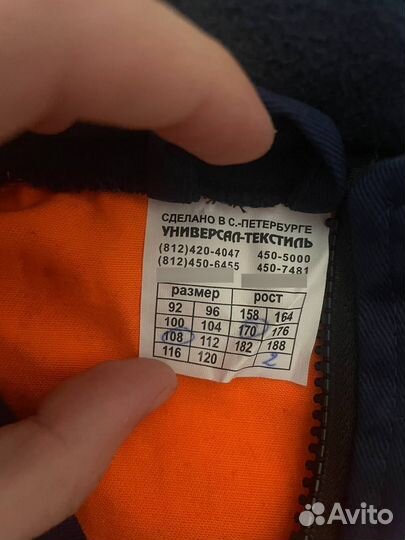 СДЕЛАНО В С.-ПЕТЕРБУРГЕ
УНИВЕРСАЛ-ТЕКСТИЛЬ
(812)420-4047 450-5000
(812)450-6455 450-7481
размер рост
92 96 158 164
100 104 170 176
108 112 182 188
116 120 2
Avito